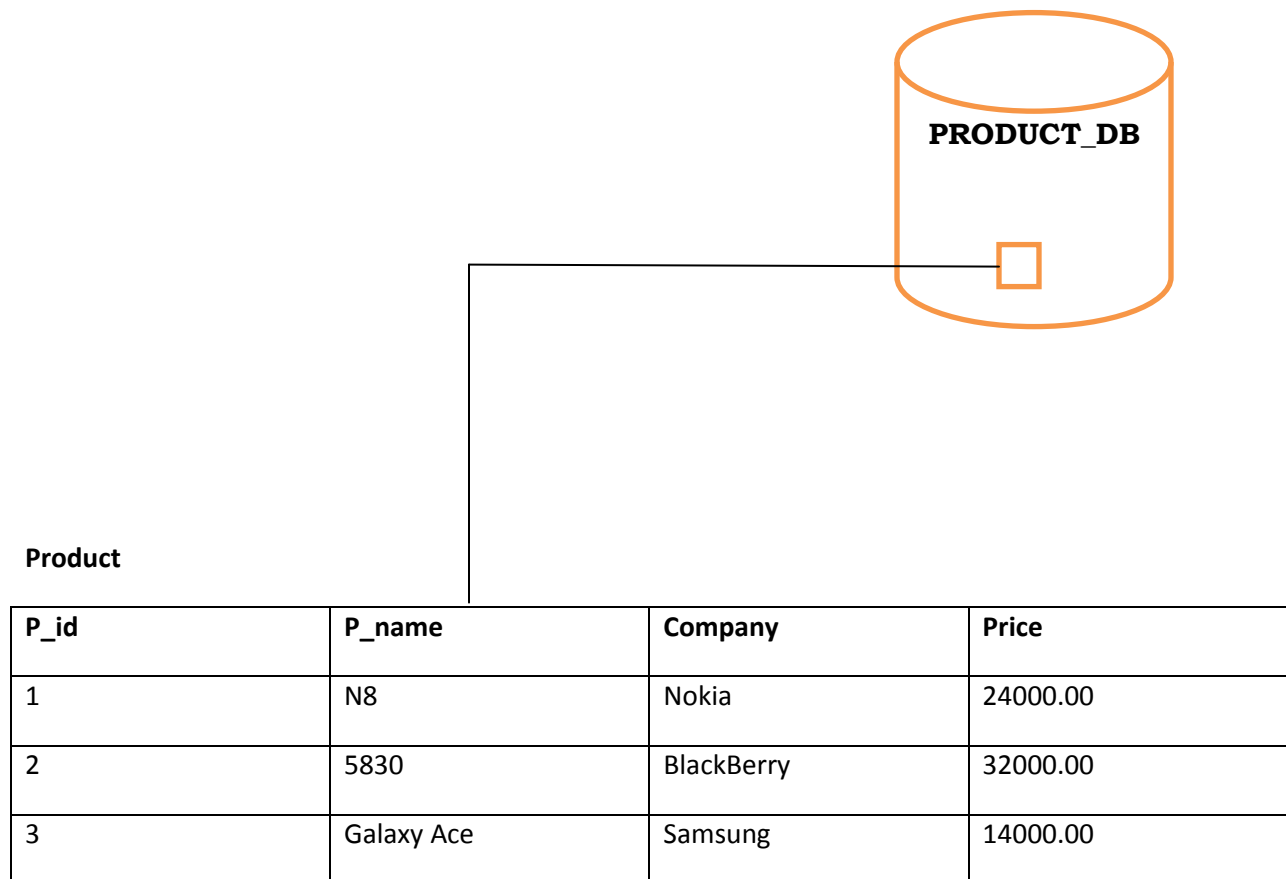 PRODUCT_DB
Product
P_id P_name Company Price
1 N8 Nokia 24000.00
2 5830 BlackBerry 32000.00
3 Galaxy Ace Samsung 14000.00